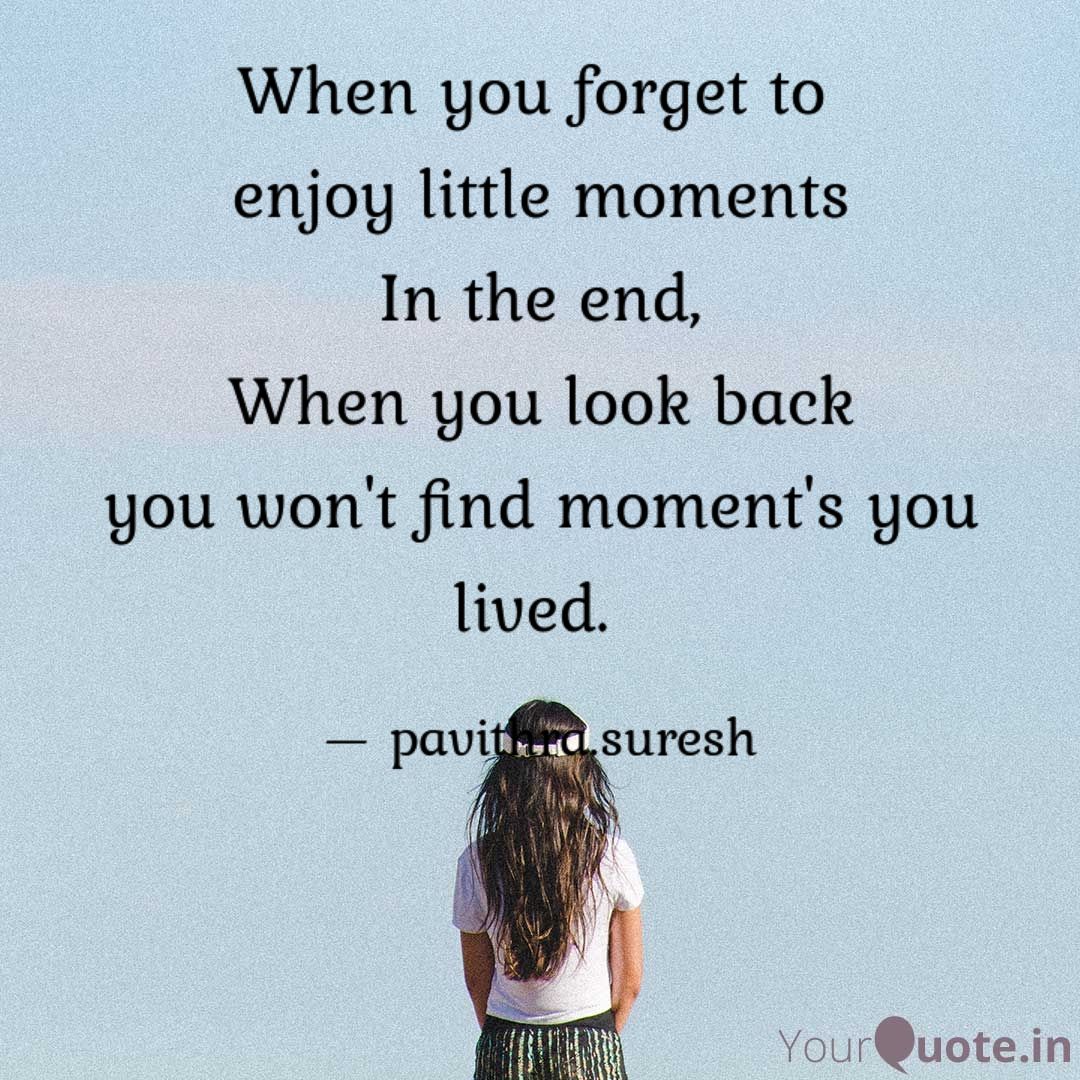 When you forget to
enjoy little moments
In the end,
When you look back
you won't find moment's you
lived.
— pavithra.suresh
YourQuote.in